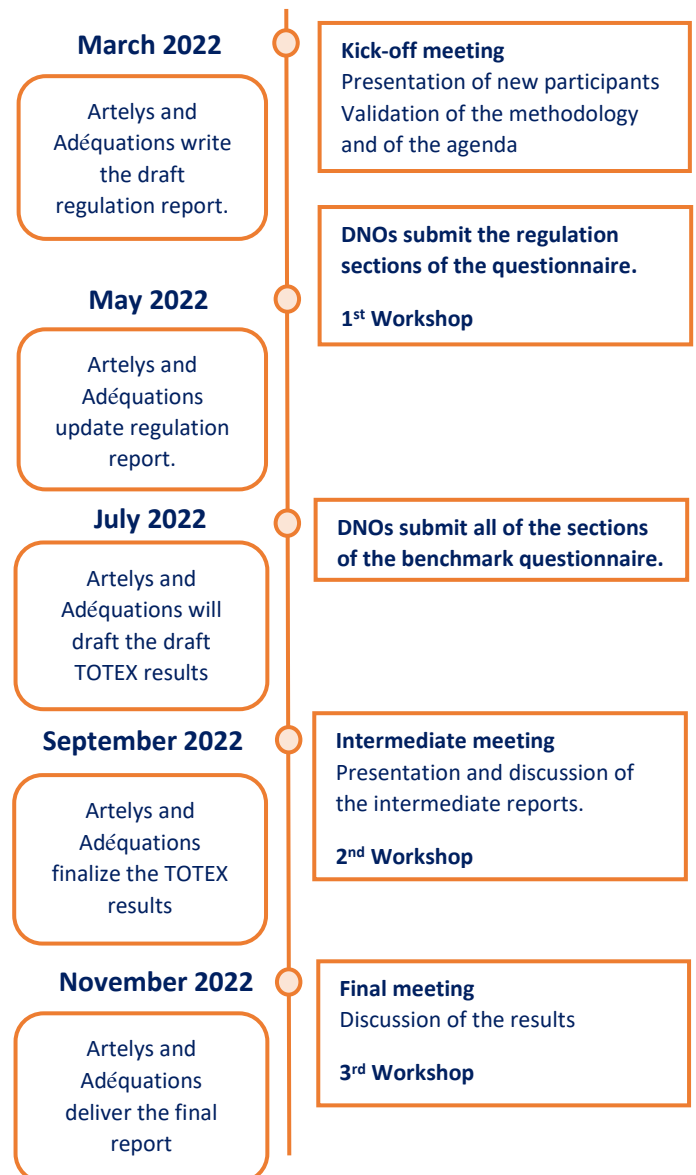 March 2022
Kick-off meeting
Presentation of new participants
Validation of the methodology
and of the agenda
Artelys and
Adéquations write
the draft
regulation report.
DNOs submit the regulation
sections of the questionnaire.
1st Workshop
May 2022
Artelys and
Adéquations
update regulation
report.
July 2022
DNOs submit all of the sections
of the benchmark questionnaire.
Artelys and
Adéquations will
draft the draft
TOTEX results
September 2022
Intermediate meeting
Presentation and discussion of
the intermediate reports.
2nd Workshop
Artelys and
Adéquations
finalize the TOTEX
results
November 2022
Final meeting
Discussion of the results
3rd Workshop
Artelys and
Adéquations
deliver the final
report